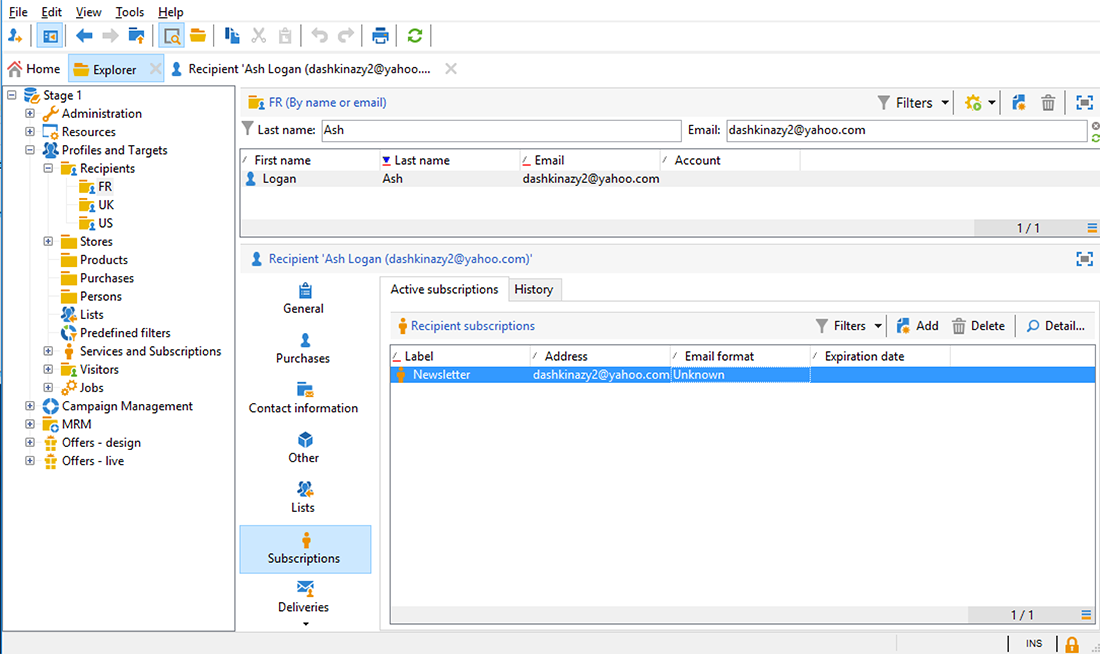 File Edit View Tools Help
Home Explorer Recipient 'Ash Logan (dashkinazy2@yahoo....
Stage 1
Administration
Resources
Profiles and Targets
Recipients
FR
UK
US
Stores
Products
Purchases
Persons
Lists
Predefined filters
Services and Subscriptions
Visitors
Jobs
Campaign Management
MRM
Offers - design
Offers - live
FR (By name or email) Filters
Last name: Ash Email: dashkinazy2@yahoo.com
First name Last name Email Account
Logan Ash dashkinazy2@yahoo.com
1 / 1
Recipient 'Ash Logan (dashkinazy2@yahoo.com)'
General
Purchases
Contact information
Other
Lists
Subscriptions
Deliveries
Active subscriptions History
Recipient subscriptions Filters Add Delete Detail...
Label Address Email format Expiration date
Newsletter dashkinazy2@yahoo.com Unknown
1 / 1
INS